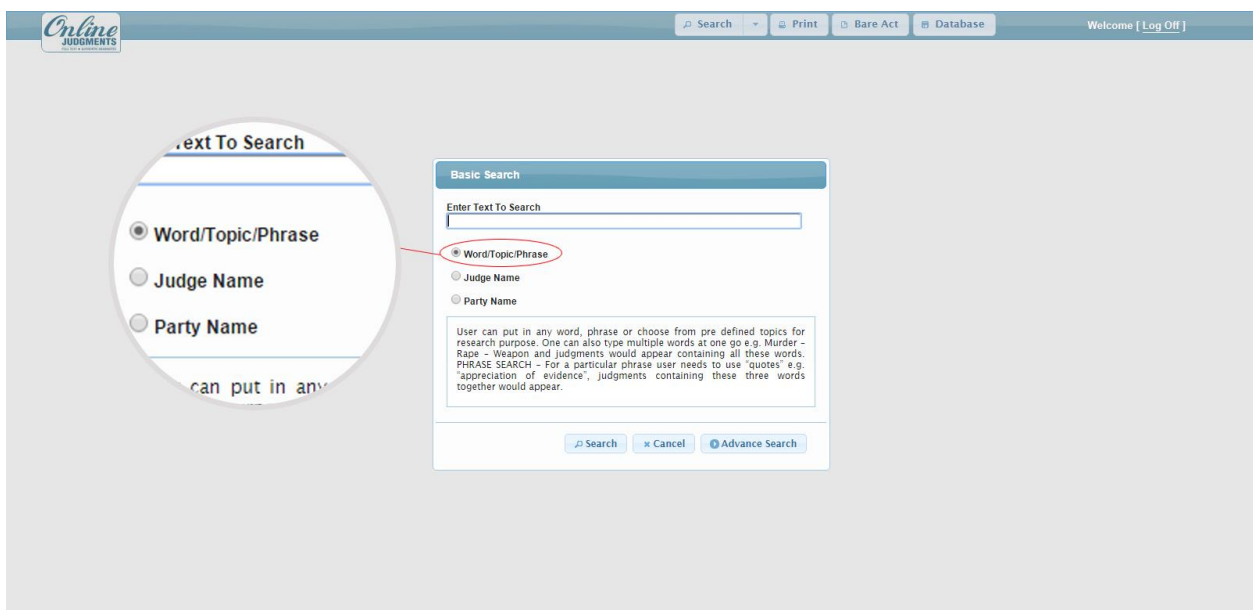 Online
JUDGMENTS
Search
Print
Bare Act
Database
Welcome [ Log Off ]
Text To Search
Word/Topic/Phrase
Judge Name
Party Name
can put in any
Basic Search
Enter Text To Search
Word/Topic/Phrase
Judge Name
Party Name
User can put in any word, phrase or choose from pre defined topics for
research purpose. One can also type multiple words at one go e.g. Murder –
Rape – Weapon and judgments would appear containing all these words.
PHRASE SEARCH – For a particular phrase user needs to use "quotes" e.g.
"appreciation of evidence", judgments containing these three words
together would appear.
Search
Cancel
Advance Search